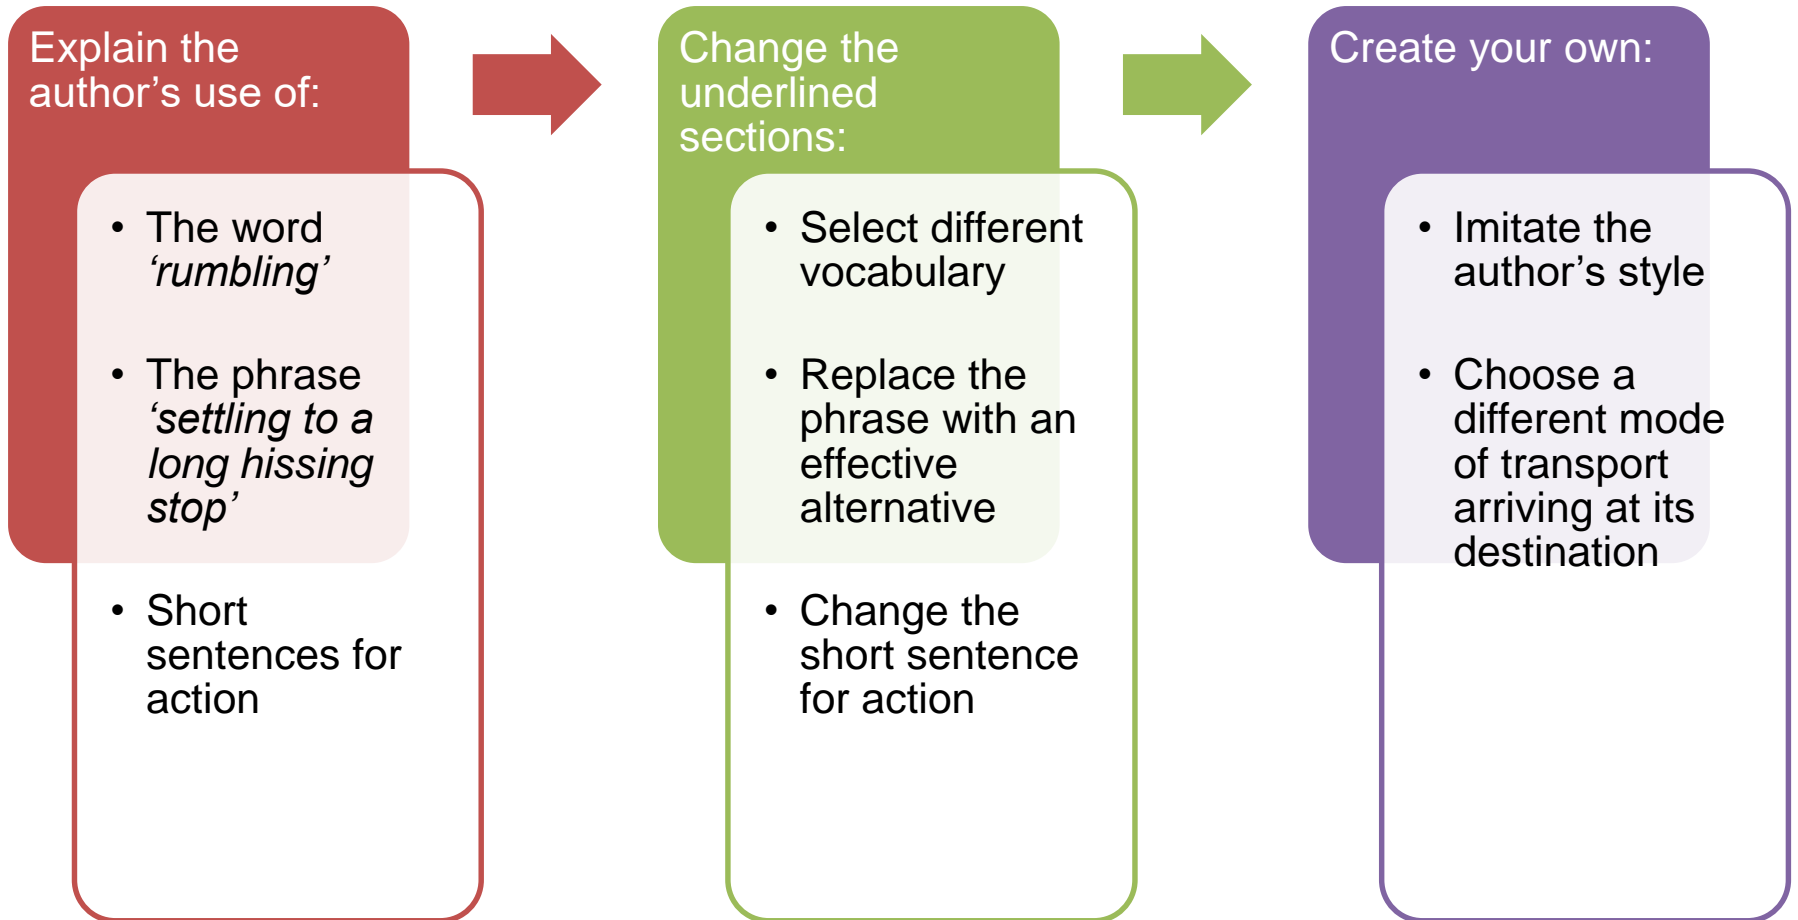 Explain the
author’s use of:
• The word
‘rumbling’
• The phrase
‘settling to a
long hissing
stop’
• Short
sentences for
action
Change the
underlined
sections:
• Select different
vocabulary
• Replace the
phrase with an
effective
alternative
• Change the
short sentence
for action
Create your own:
• Imitate the
author’s style
• Choose a
different mode
of transport
arriving at its
destination